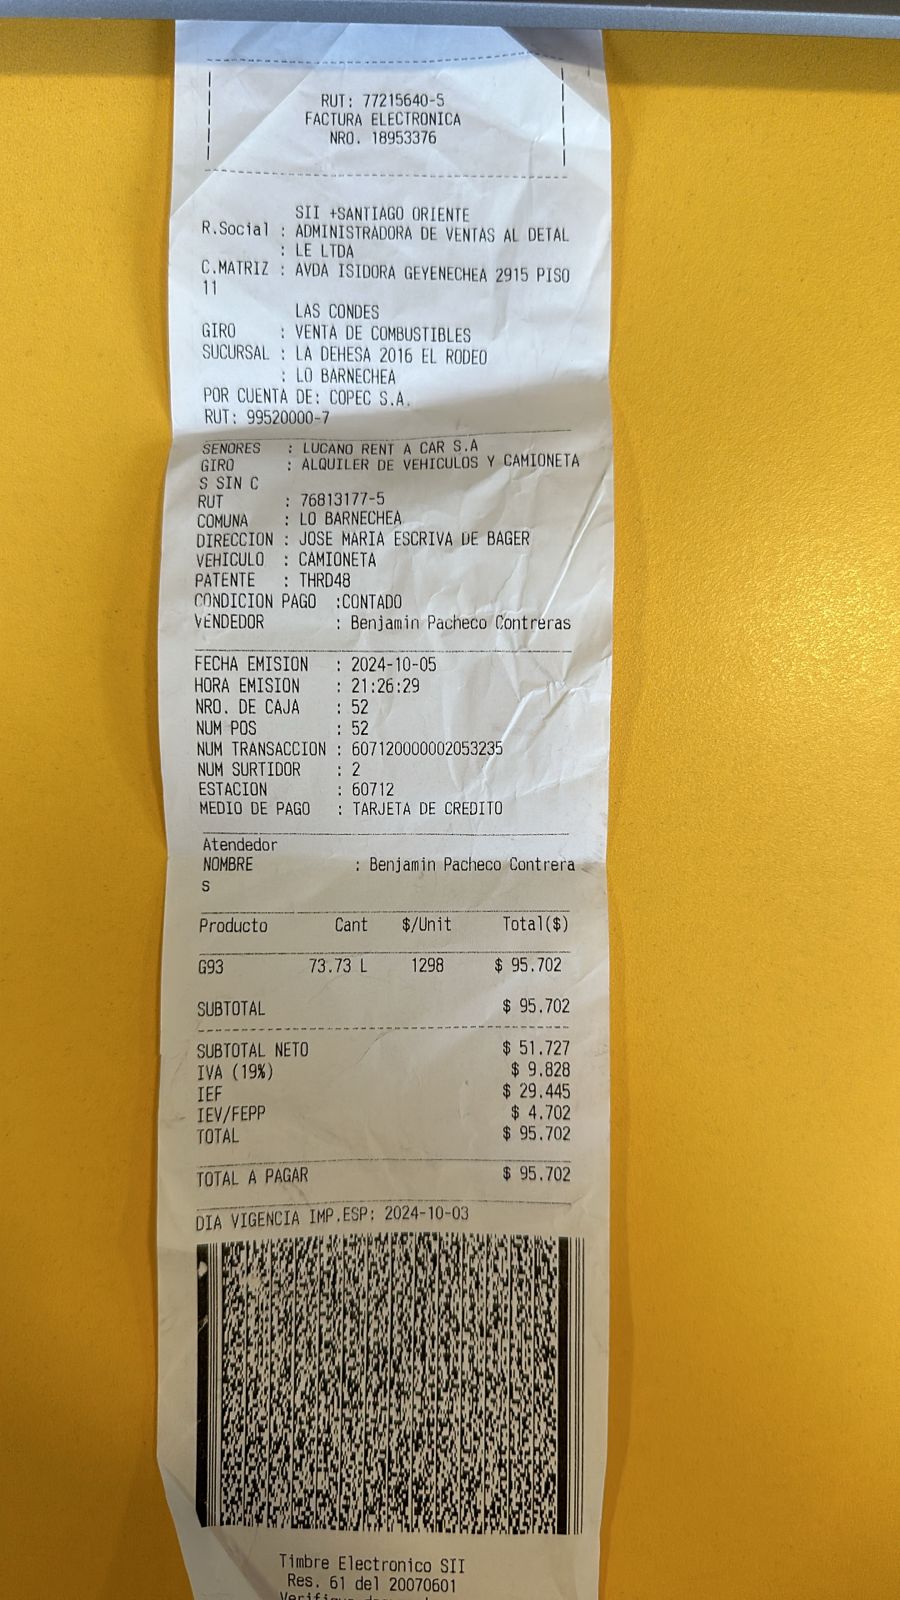 RUT: 77215640-5
FACTURA ELECTRONICA
NRO. 18953376
SII +SANTIAGO ORIENTE
R.Social : ADMINISTRADORA DE VENTAS AL DETAL
: LE LTDA
C.MATRIZ : AVDA ISIDORA GEYENECHEA 2915 PISO
11
LAS CONDES
GIRO : VENTA DE COMBUSTIBLES
SUCURSAL : LA DEHESA 2016 EL RODEO
: LO BARNECHEA
POR CUENTA DE: COPEC S.A.
RUT: 99520000-7
SENORES : LUCANO RENT A CAR S.A
GIRO : ALQUILER DE VEHICULOS Y CAMIONETA
S SIN C
RUT : 76813177-5
COMUNA : LO BARNECHEA
DIRECCION : JOSE MARIA ESCRIVA DE BAGER
VEHICULO : CAMIONETA
PATENTE : THRD48
CONDICION PAGO :CONTADO
VENDEDOR : Benjamin Pacheco Contreras
FECHA EMISION : 2024-10-05
HORA EMISION : 21:26:29
NRO. DE CAJA : 52
NUM POS : 52
NUM TRANSACCION : 607120000002053235
NUM SURTIDOR : 2
ESTACION : 60712
MEDIO DE PAGO : TARJETA DE CREDITO
Atendedor
NOMBRE : Benjamin Pacheco Contrera
S
Producto Cant $/Unit Total($)
G93 73.73 L 1298 $ 95.702
SUBTOTAL $ 95.702
SUBTOTAL NETO $ 51.727
IVA (19%) $ 9.828
IEF $ 29.445
IEV/FEPP $ 4.702
TOTAL $ 95.702
TOTAL A PAGAR $ 95.702
DIA VIGENCIA IMP.ESP: 2024-10-03
Timbre Electronico SII
Res. 61 del 20070601